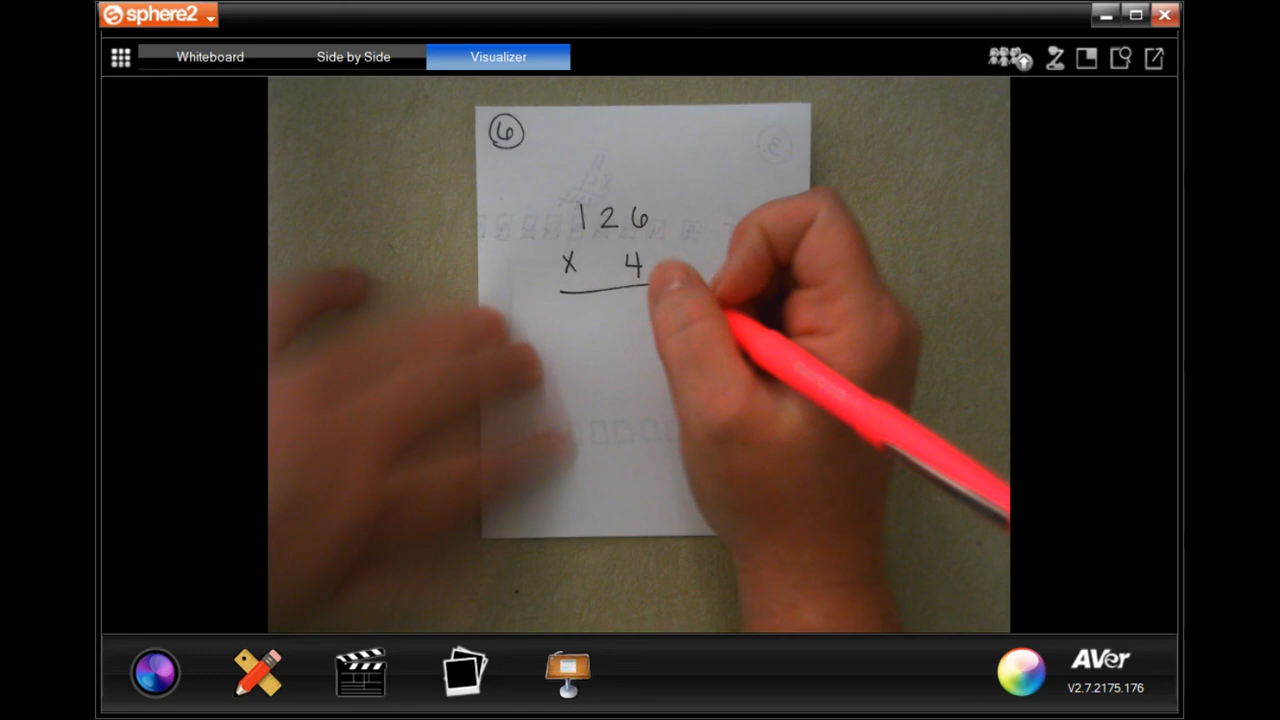 sphere2
Whiteboard Side by Side Visualizer
6
126
x 4
AVer
V2.7.2175.176